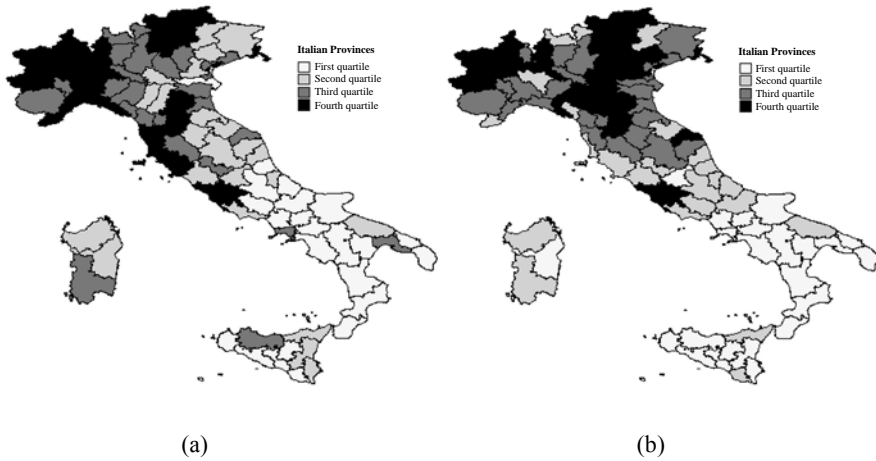 Italian Provinces
First quartile
Second quartile
Third quartile
Fourth quartile
Italian Provinces
First quartile
Second quartile
Third quartile
Fourth quartile
(a)
(b)